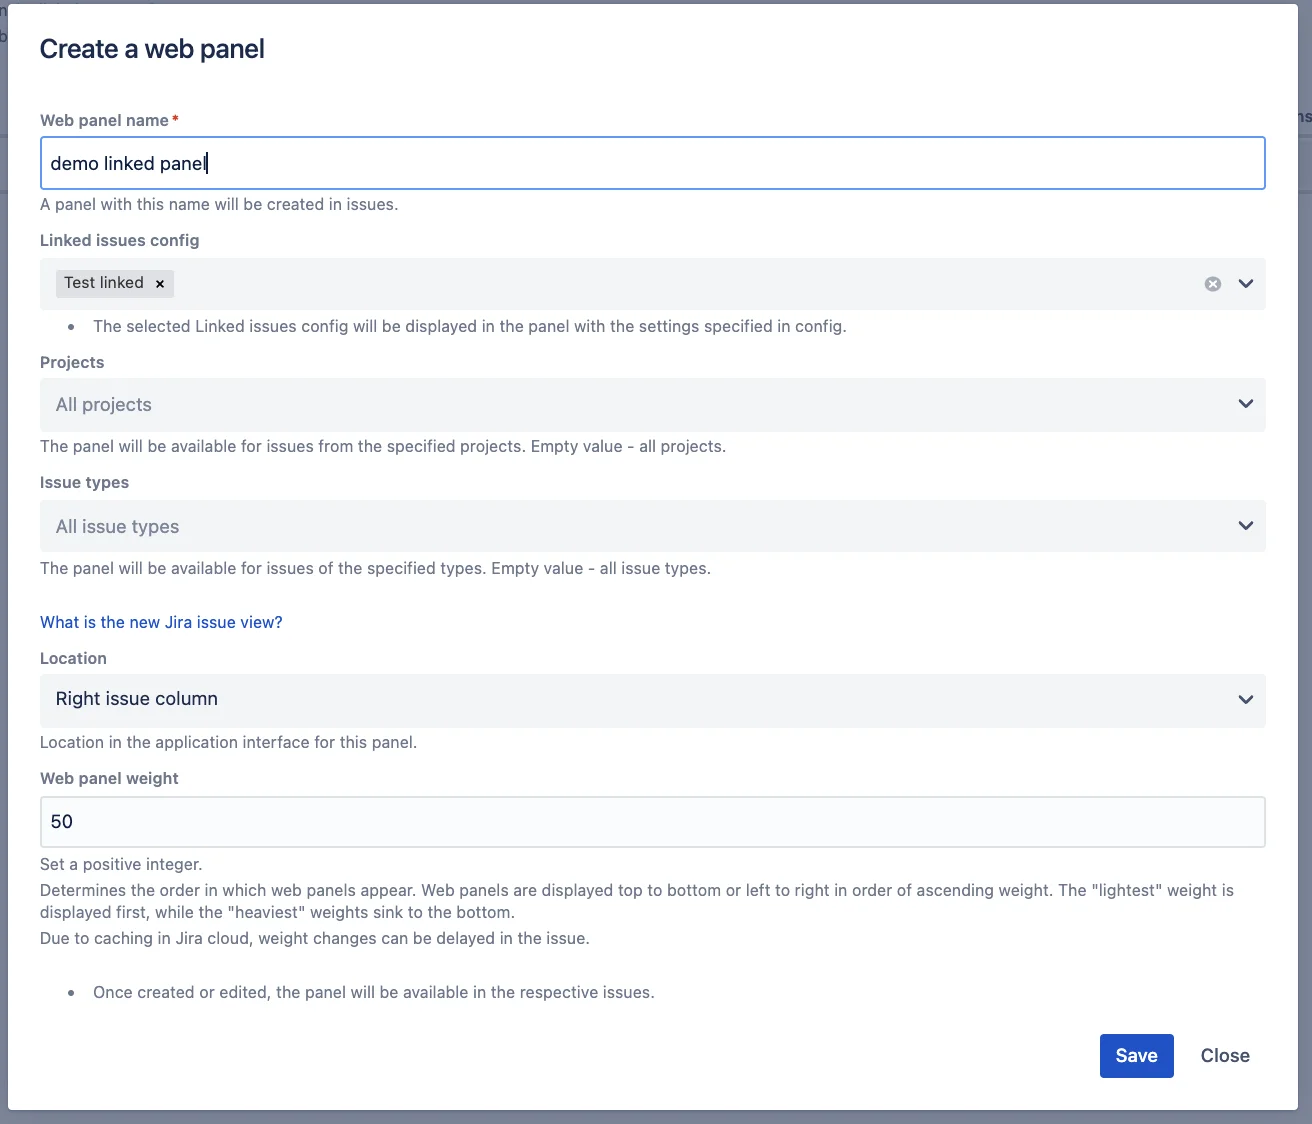 Create a web panel
Web panel name*
demo linked panel
A panel with this name will be created in issues.
Linked issues config
Test linked ×
• The selected Linked issues config will be displayed in the panel with the settings specified in config.
Projects
All projects
The panel will be available for issues from the specified projects. Empty value - all projects.
Issue types
All issue types
The panel will be available for issues of the specified types. Empty value - all issue types.
What is the new Jira issue view?
Location
Right issue column
Location in the application interface for this panel.
Web panel weight
50
Set a positive integer.
Determines the order in which web panels appear. Web panels are displayed top to bottom or left to right in order of ascending weight. The "lightest" weight is
displayed first, while the "heaviest" weights sink to the bottom.
Due to caching in Jira cloud, weight changes can be delayed in the issue.
• Once created or edited, the panel will be available in the respective issues.
Save Close